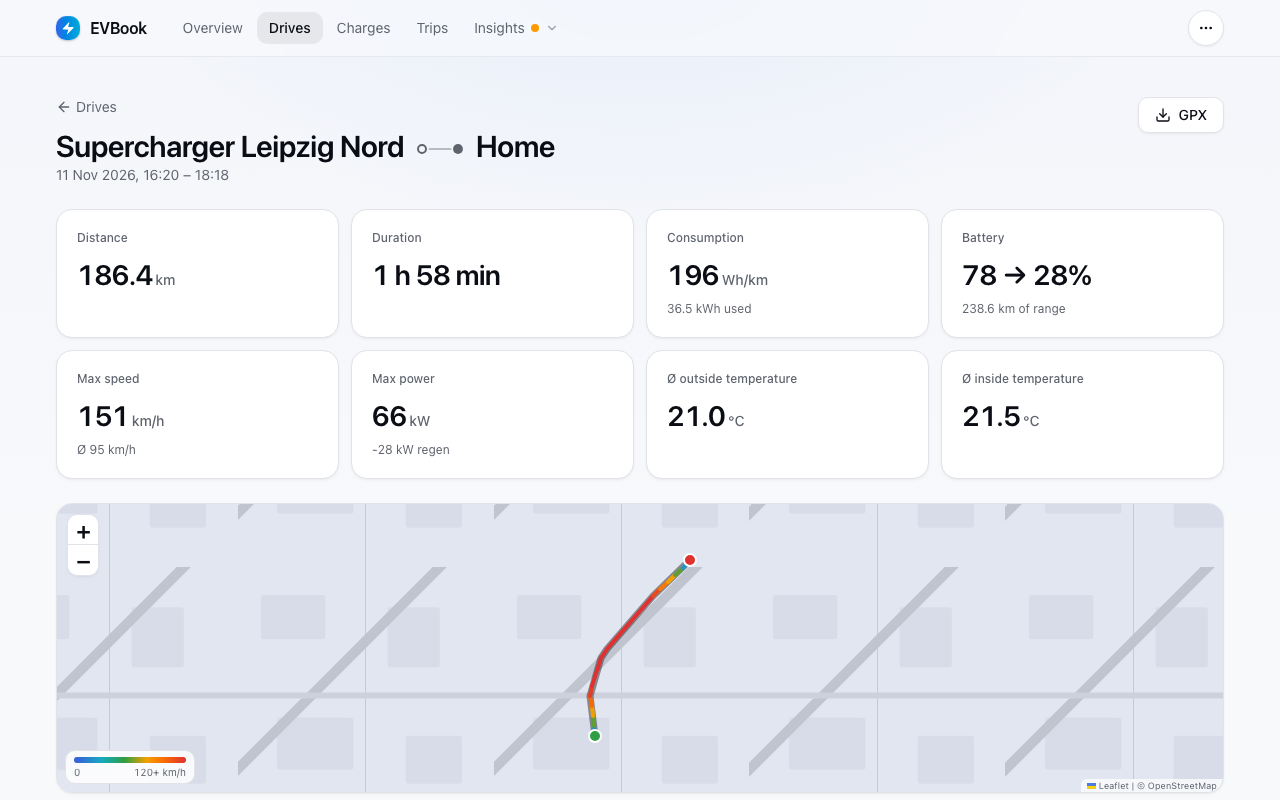 EVBook
Overview
Drives
Charges
Trips
Insights
Drives
GPX
Supercharger Leipzig Nord Home
11 Nov 2026, 16:20 – 18:18
Distance
186.4 km
Duration
1 h 58 min
Consumption
196 Wh/km
36.5 kWh used
Battery
78 → 28%
238.6 km of range
Max speed
151 km/h
Ø 95 km/h
Max power
66 kW
-28 kW regen
Ø outside temperature
21.0 °C
Ø inside temperature
21.5 °C
+
−
0 120+ km/h
Leaflet | © OpenStreetMap